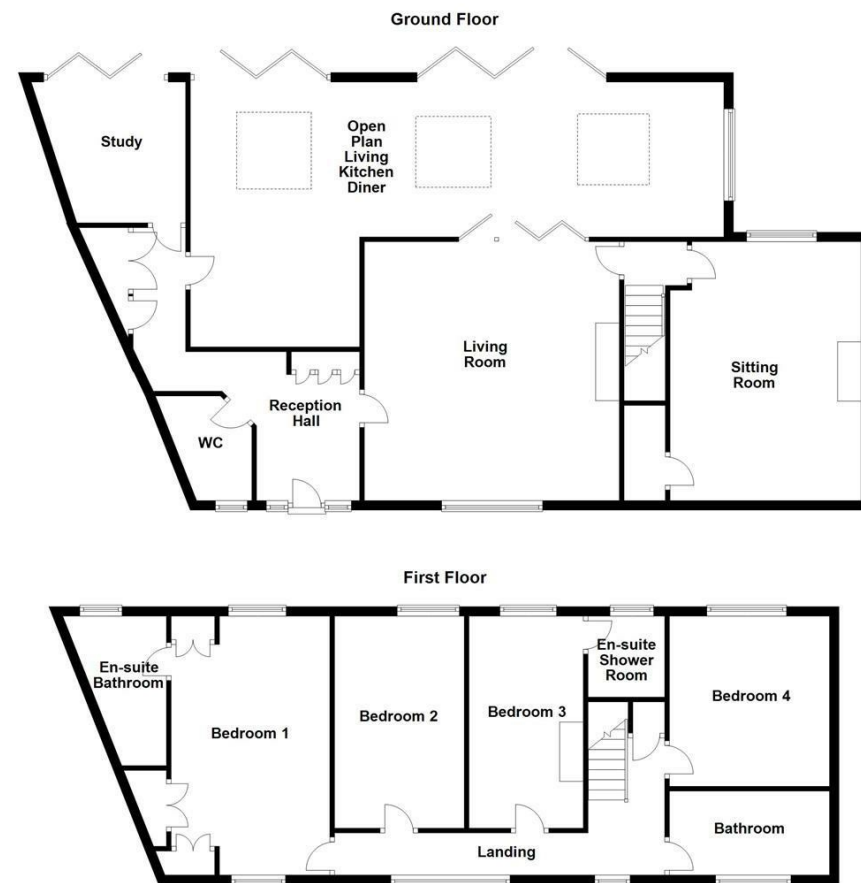 Ground Floor
Study
Open
Plan
Living
Kitchen
Diner
Living
Room
Sitting
Room
Reception
Hall
WC
First Floor
En-suite
Bathroom
Bedroom 1
Bedroom 2
Bedroom 3
En-suite
Shower
Room
Bedroom 4
Landing
Bathroom